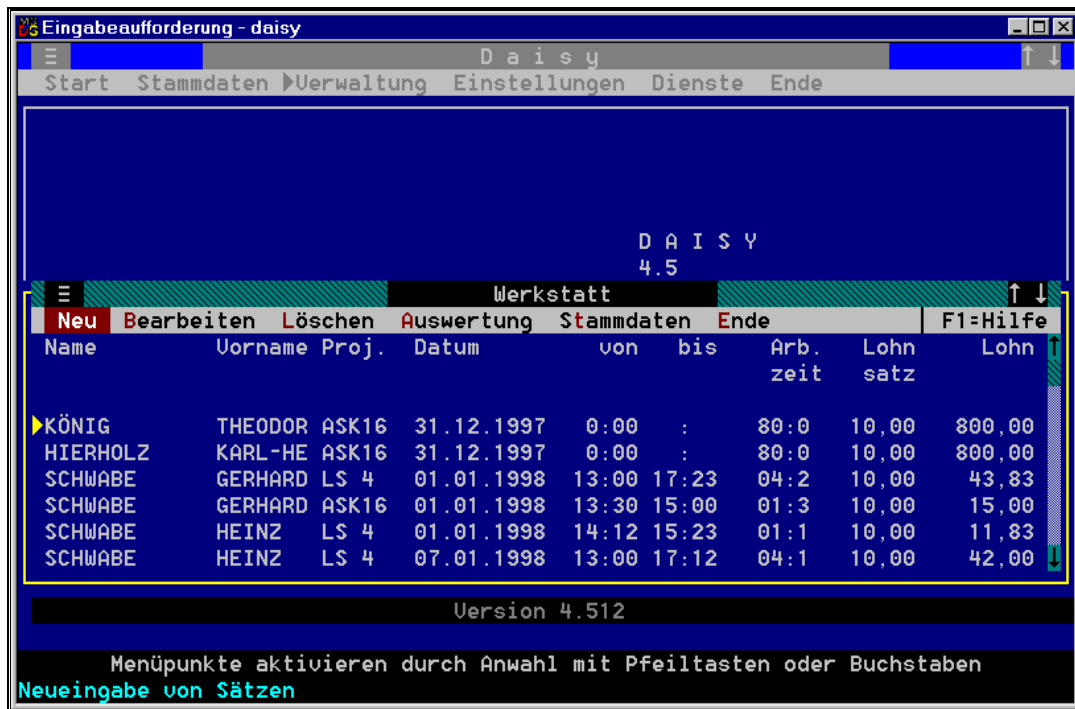 Eingabeaufforderung - daisy
D a i s y
Start Stammdaten Verwaltung Einstellungen Dienste Ende
D A I S Y
4.5
Werkstatt
Neu Bearbeiten Löschen Auswertung Stammdaten Ende F1=Hilfe
Name Vorname Proj. Datum von bis Arb. Lohn Lohn
zeit satz
KÖNIG THEODOR ASK16 31.12.1997 0:00 : 80:0 10,00 800,00
HIERHOLZ KARL-HE ASK16 31.12.1997 0:00 : 80:0 10,00 800,00
SCHWABE GERHARD LS 4 01.01.1998 13:00 17:23 04:2 10,00 43,83
SCHWABE GERHARD ASK16 01.01.1998 13:30 15:00 01:3 10,00 15,00
SCHWABE HEINZ LS 4 01.01.1998 14:12 15:23 01:1 10,00 11,83
SCHWABE HEINZ LS 4 07.01.1998 13:00 17:12 04:1 10,00 42,00
Version 4.512
Menüpunkte aktivieren durch Anwahl mit Pfeiltasten oder Buchstaben
Neueingabe von Sätzen